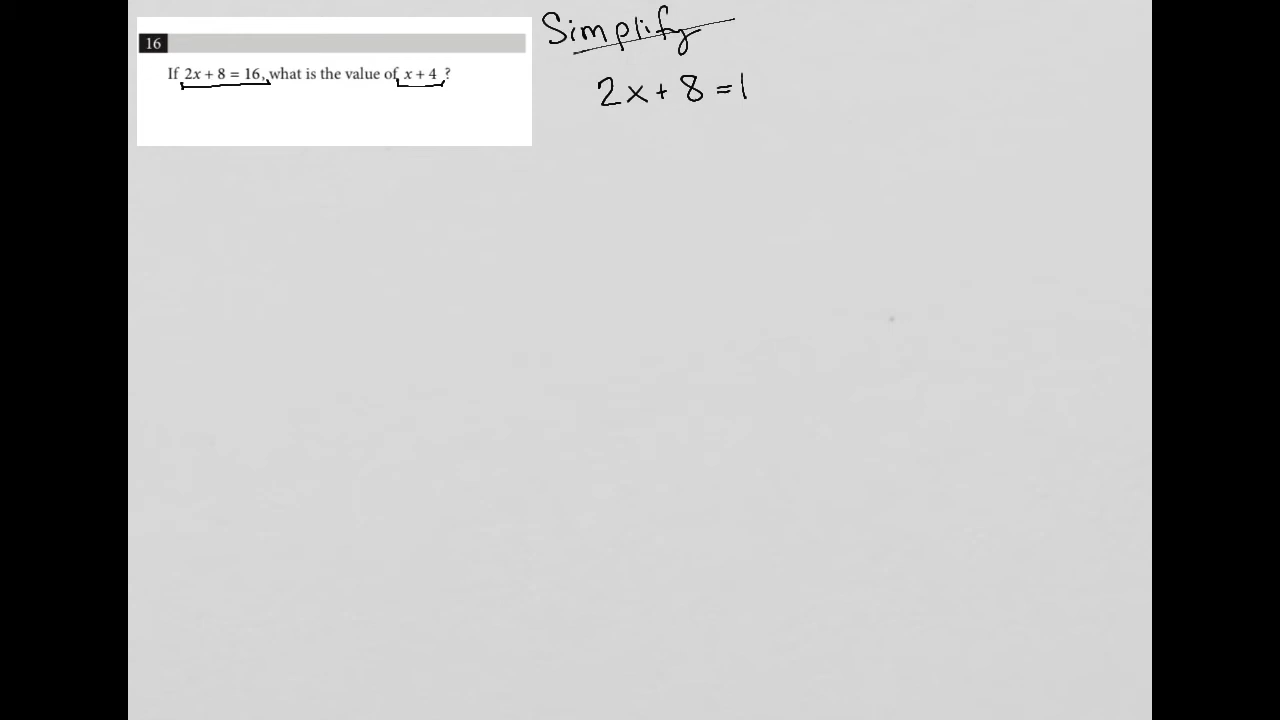 16
If 2x + 8 = 16, what is the value of x + 4 ?
Simplify
2x + 8 = 1